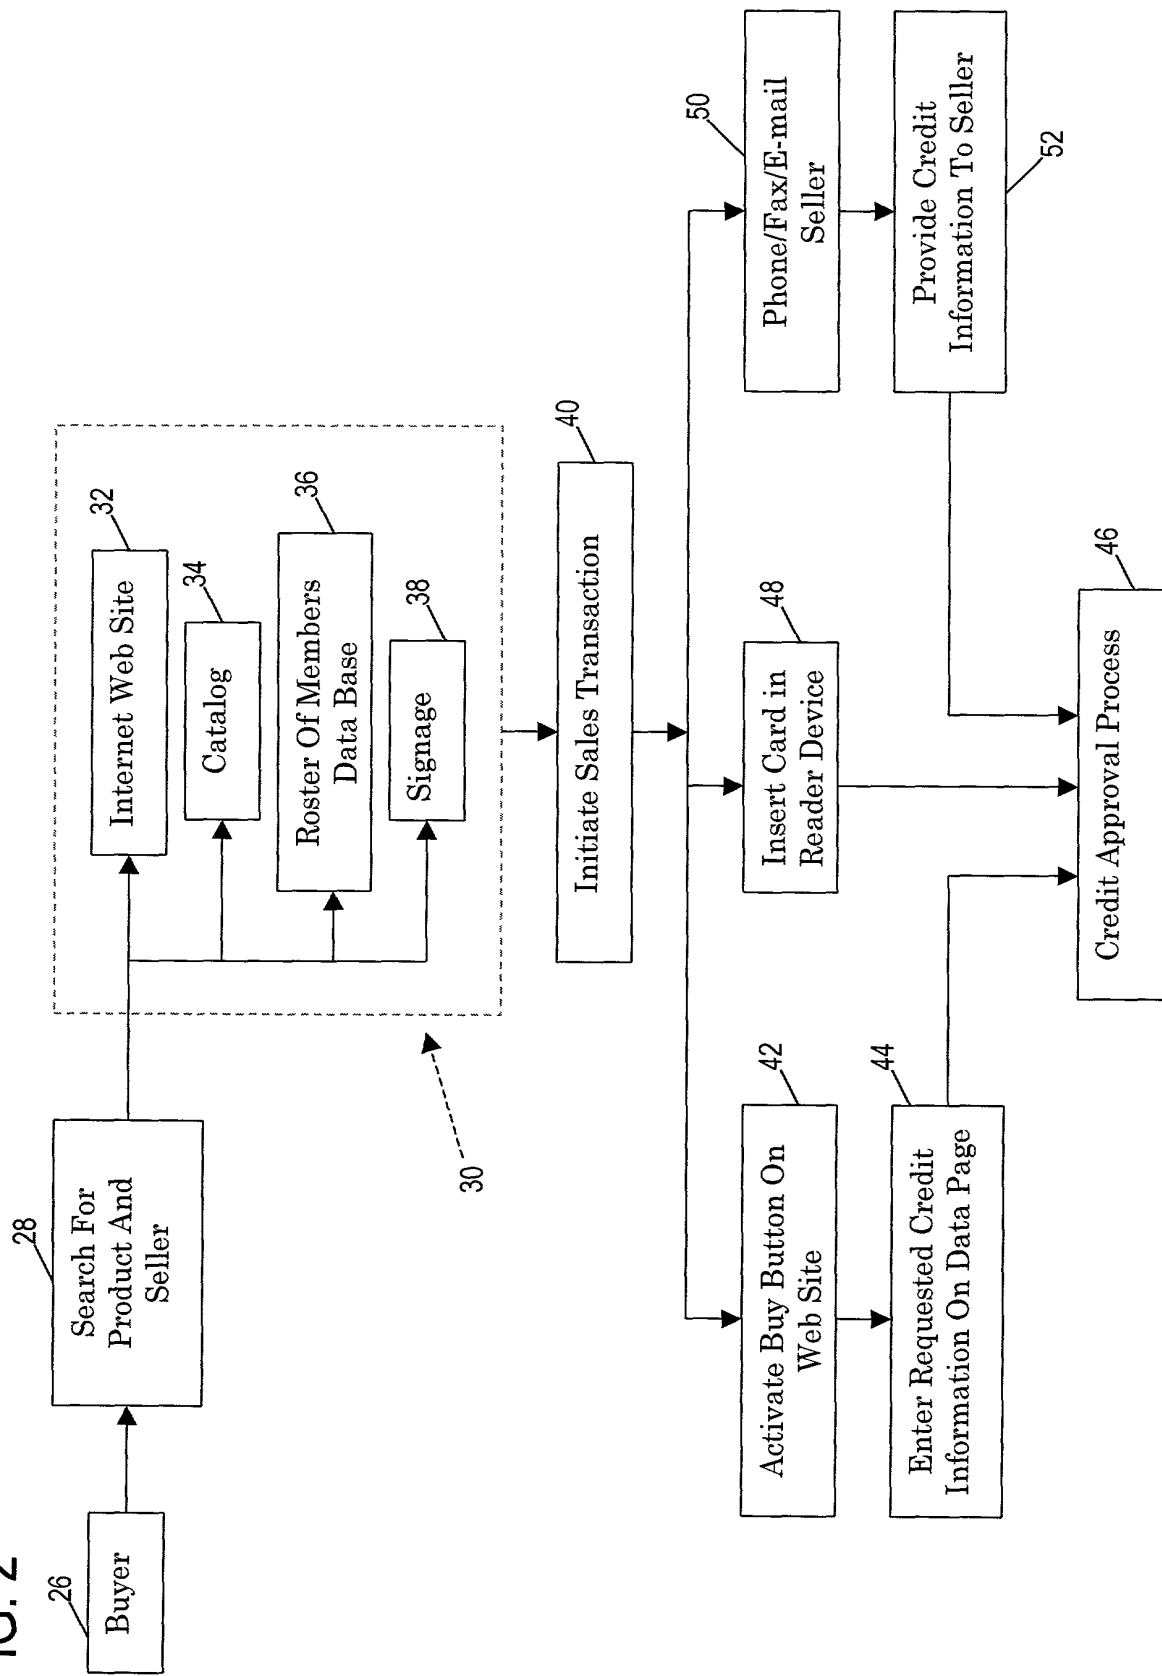 26
Buyer
28
Search For
Product And
Seller
30
32
Internet Web Site
34
Catalog
36
Roster Of Members
Data Base
38
Signage
40
Initiate Sales Transaction
42
Activate Buy Button On
Web Site
44
Enter Requested Credit
Information On Data Page
48
Insert Card in
Reader Device
50
Phone/Fax/E-mail
Seller
52
Provide Credit
Information To Seller
46
Credit Approval Process